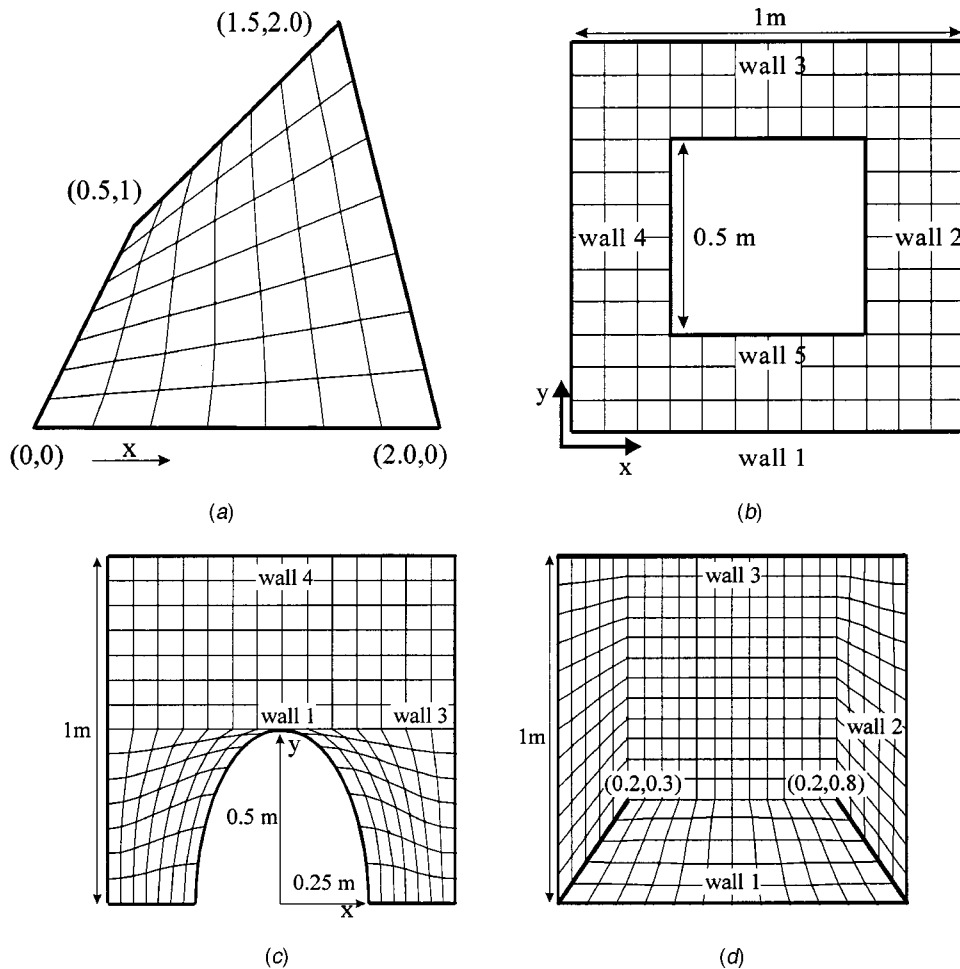 (1.5,2.0)
(0.5,1)
(0,0)
x
(2.0,0)
(a)
1m
wall 3
wall 4
0.5 m
wall 2
wall 5
y
x
wall 1
(b)
wall 4
1m
wall 1
wall 3
y
0.5 m
0.25 m
x
(c)
wall 3
1m
wall 2
(0.2,0.3)
(0.2,0.8)
wall 1
(d)